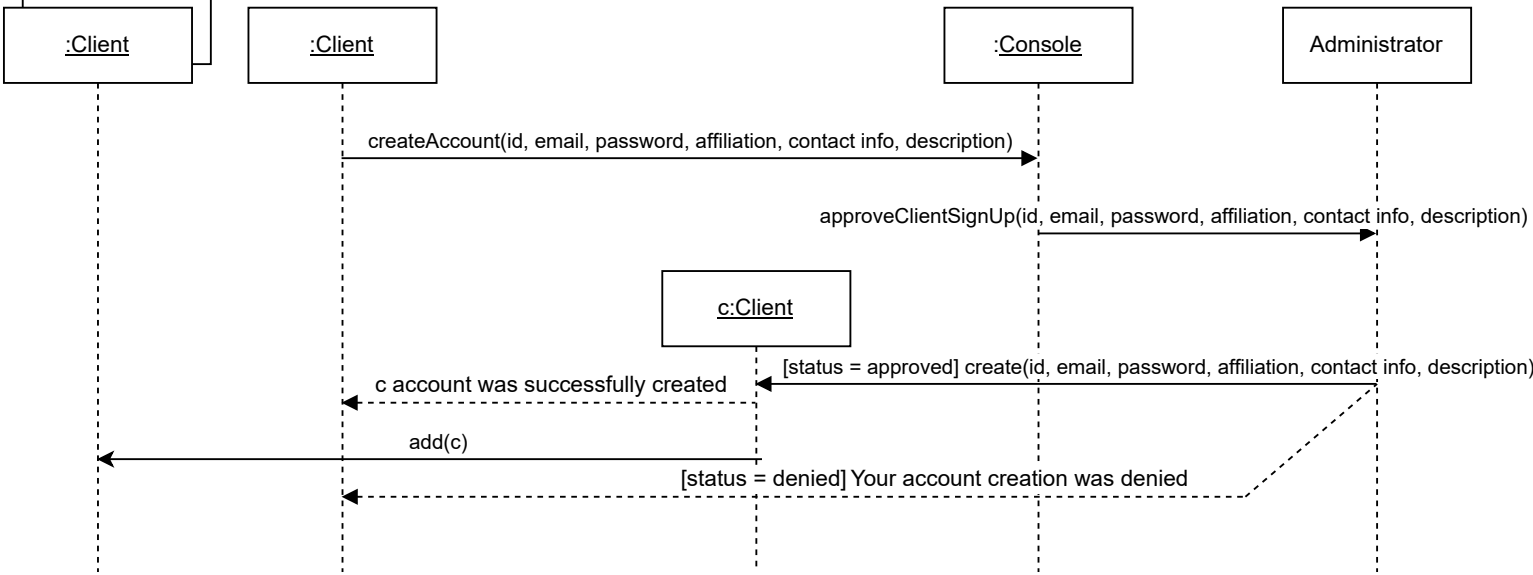 :Client
:Client
:Console
Administrator
createAccount(id, email, password, affiliation, contact info, description)
approveClientSignUp(id, email, password, affiliation, contact info, description)
c:Client
[status = approved] create(id, email, password, affiliation, contact info, description)
c account was successfully created
add(c)
[status = denied] Your account creation was denied